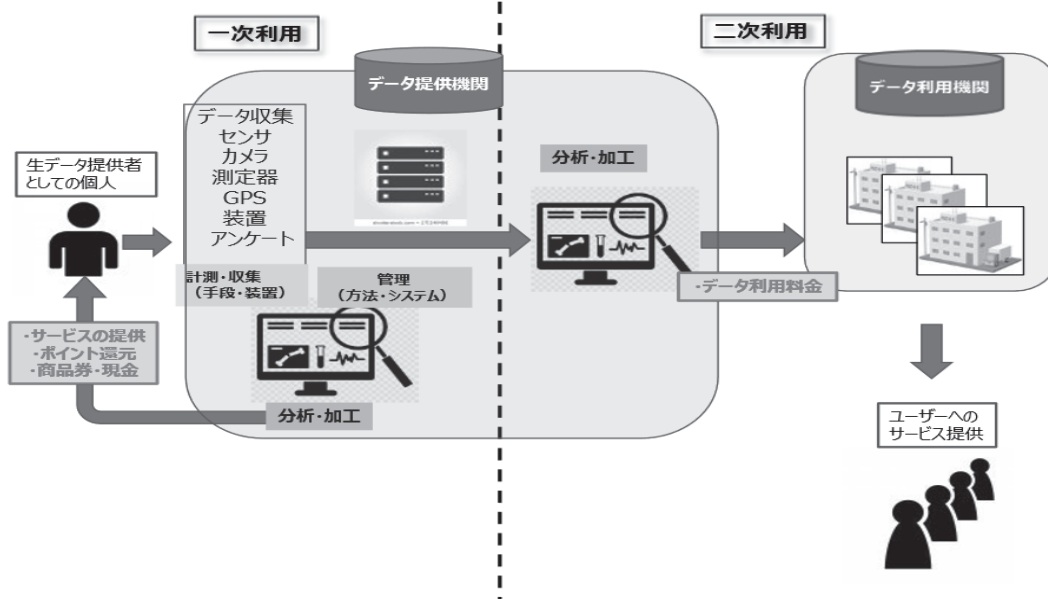 一次利用
二次利用
データ提供機関
データ利用機関
データ収集
センサ
カメラ
測定器
GPS
装置
アンケート
生データ提供者
としての個人
分析・加工
計測・収集
(手段・装置)
管理
(方法・システム)
・データ利用料金
・サービスの提供
・ポイント還元
・商品券・現金
分析・加工
ユーザーへの
サービス提供